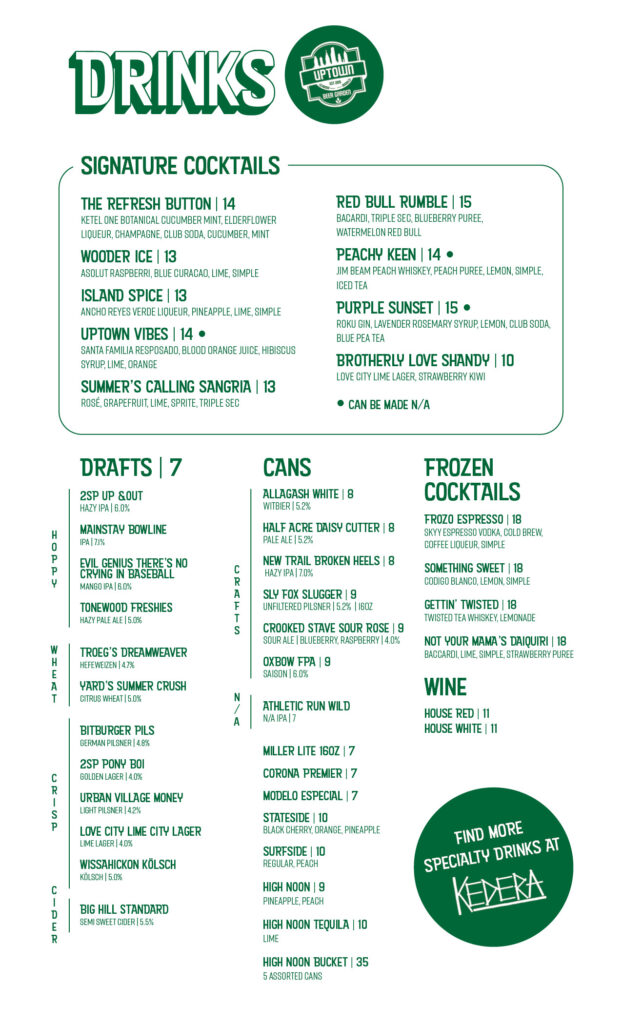 DRINKS
UPTOWN
BEER GARDEN
SIGNATURE COCKTAILS
THE REFRESH BUTTON | 14
KETEL ONE BOTANICAL CUCUMBER MINT, ELDERFLOWER
LIQUEUR, CHAMPAGNE, CLUB SODA, CUCUMBER, MINT
WOODER ICE | 13
ASOLUT RASPBERRI, BLUE CURACAO, LIME, SIMPLE
ISLAND SPICE | 13
ANCHO REYES VERDE LIQUEUR, PINEAPPLE, LIME, SIMPLE
UPTOWN VIBES | 14 •
SANTA FAMILIA RESPOSADO, BLOOD ORANGE JUICE, HIBISCUS
SYRUP, LIME, ORANGE
SUMMER'S CALLING SANGRIA | 13
ROSÉ, GRAPEFRUIT, LIME, SPRITE, TRIPLE SEC
RED BULL RUMBLE | 15
BACARDI, TRIPLE SEC, BLUEBERRY PUREE,
WATERMELON RED BULL
PEACHY KEEN | 14 •
JIM BEAM PEACH WHISKEY, PEACH PUREE, LEMON, SIMPLE,
ICED TEA
PURPLE SUNSET | 15 •
ROKU GIN, LAVENDER ROSEMARY SYRUP, LEMON, CLUB SODA,
BLUE PEA TEA
BROTHERLY LOVE SHANDY | 10
LOVE CITY LIME LAGER, STRAWBERRY KIWI
• CAN BE MADE N/A
DRAFTS | 7
HOPPY
2SP UP &OUT
HAZY IPA | 6.0%
MAINSTAY BOWLINE
IPA | 7.1%
EVIL GENIUS THERE'S NO
CRYING IN BASEBALL
MANGO IPA | 6.0%
TONEWOOD FRESHIES
HAZY PALE ALE | 5.0%
WHEAT
TROEG'S DREAMWEAVER
HEFEWEIZEN | 4.7%
YARD'S SUMMER CRUSH
CITRUS WHEAT | 5.0%
CRISP
BITBURGER PILS
GERMAN PILSNER | 4.8%
2SP PONY BOI
GOLDEN LAGER | 4.0%
URBAN VILLAGE MONEY
LIGHT PILSNER | 4.2%
LOVE CITY LIME CITY LAGER
LIME LAGER | 4.0%
WISSAHICKON KÖLSCH
KÖLSCH | 5.0%
CIDER
BIG HILL STANDARD
SEMI SWEET CIDER | 5.5%
CANS
CRAFTS
ALLAGASH WHITE | 8
WITBIER | 5.2%
HALF ACRE DAISY CUTTER | 8
PALE ALE | 5.2%
NEW TRAIL BROKEN HEELS | 8
HAZY IPA | 7.0%
SLY FOX SLUGGER | 9
UNFILTERED PILSNER | 5.2% | 16OZ
CROOKED STAVE SOUR ROSE | 9
SOUR ALE | BLUEBERRY, RASPBERRY | 4.0%
OXBOW FPA | 9
SAISON | 6.0%
N/A
ATHLETIC RUN WILD
N/A IPA | 7
MILLER LITE 16OZ | 7
CORONA PREMIER | 7
MODELO ESPECIAL | 7
STATESIDE | 10
BLACK CHERRY, ORANGE, PINEAPPLE
SURFSIDE | 10
REGULAR, PEACH
HIGH NOON | 9
PINEAPPLE, PEACH
HIGH NOON TEQUILA | 10
LIME
HIGH NOON BUCKET | 35
5 ASSORTED CANS
FROZEN
COCKTAILS
FROZO ESPRESSO | 18
SKYY ESPRESSO VODKA, COLD BREW,
COFFEE LIQUEUR, SIMPLE
SOMETHING SWEET | 18
CODIGO BLANCO, LEMON, SIMPLE
GETTIN' TWISTED | 18
TWISTED TEA WHISKEY, LEMONADE
NOT YOUR MAMA'S DAIQUIRI | 18
BACCARDI, LIME, SIMPLE, STRAWBERRY PUREE
WINE
HOUSE RED | 11
HOUSE WHITE | 11
FIND MORE
SPECIALTY DRINKS AT
KEDERA